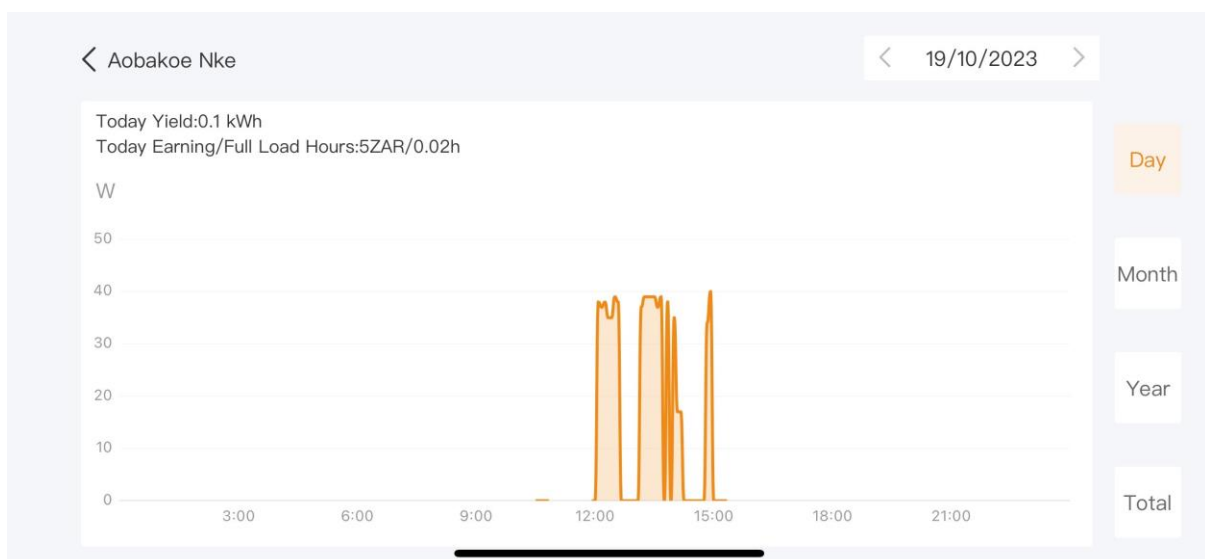 Aobakoe Nke
19/10/2023
Today Yield:0.1 kWh
Today Earning/Full Load Hours:5ZAR/0.02h
Day
W
50
Month
40
30
Year
20
10
Total
0
3:00 6:00 9:00 12:00 15:00 18:00 21:00